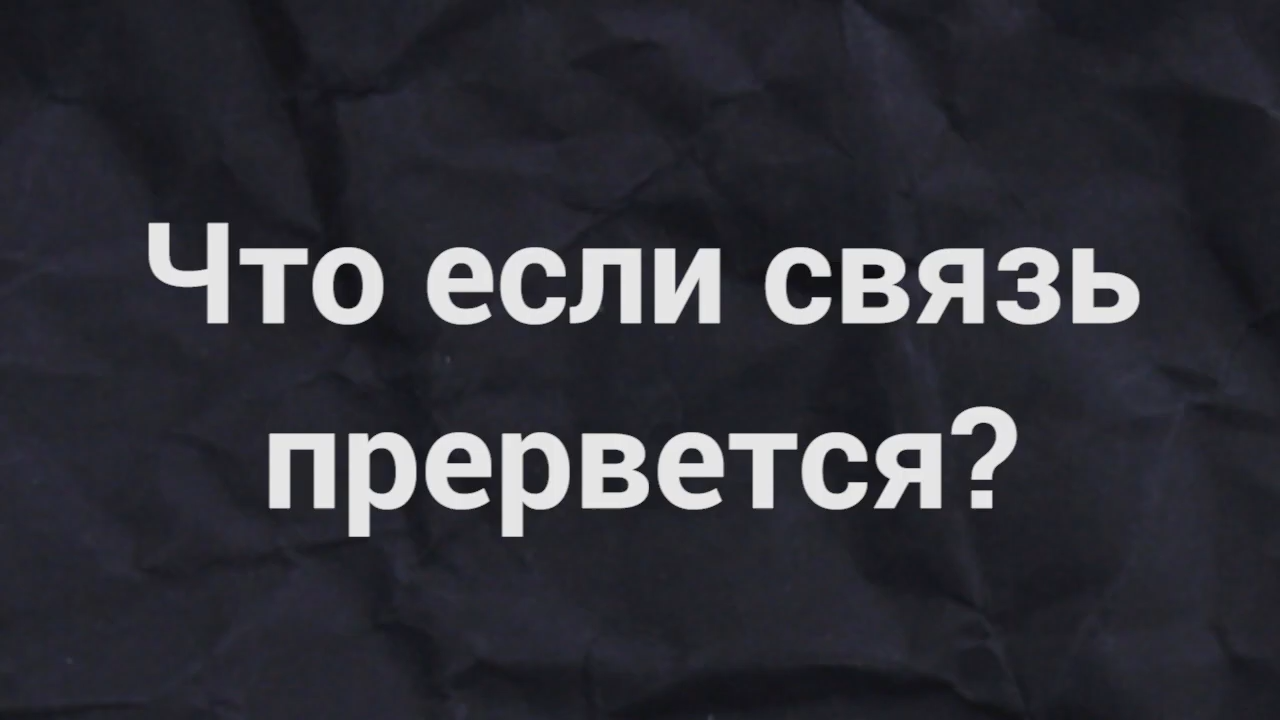 Что если связь
прервется?